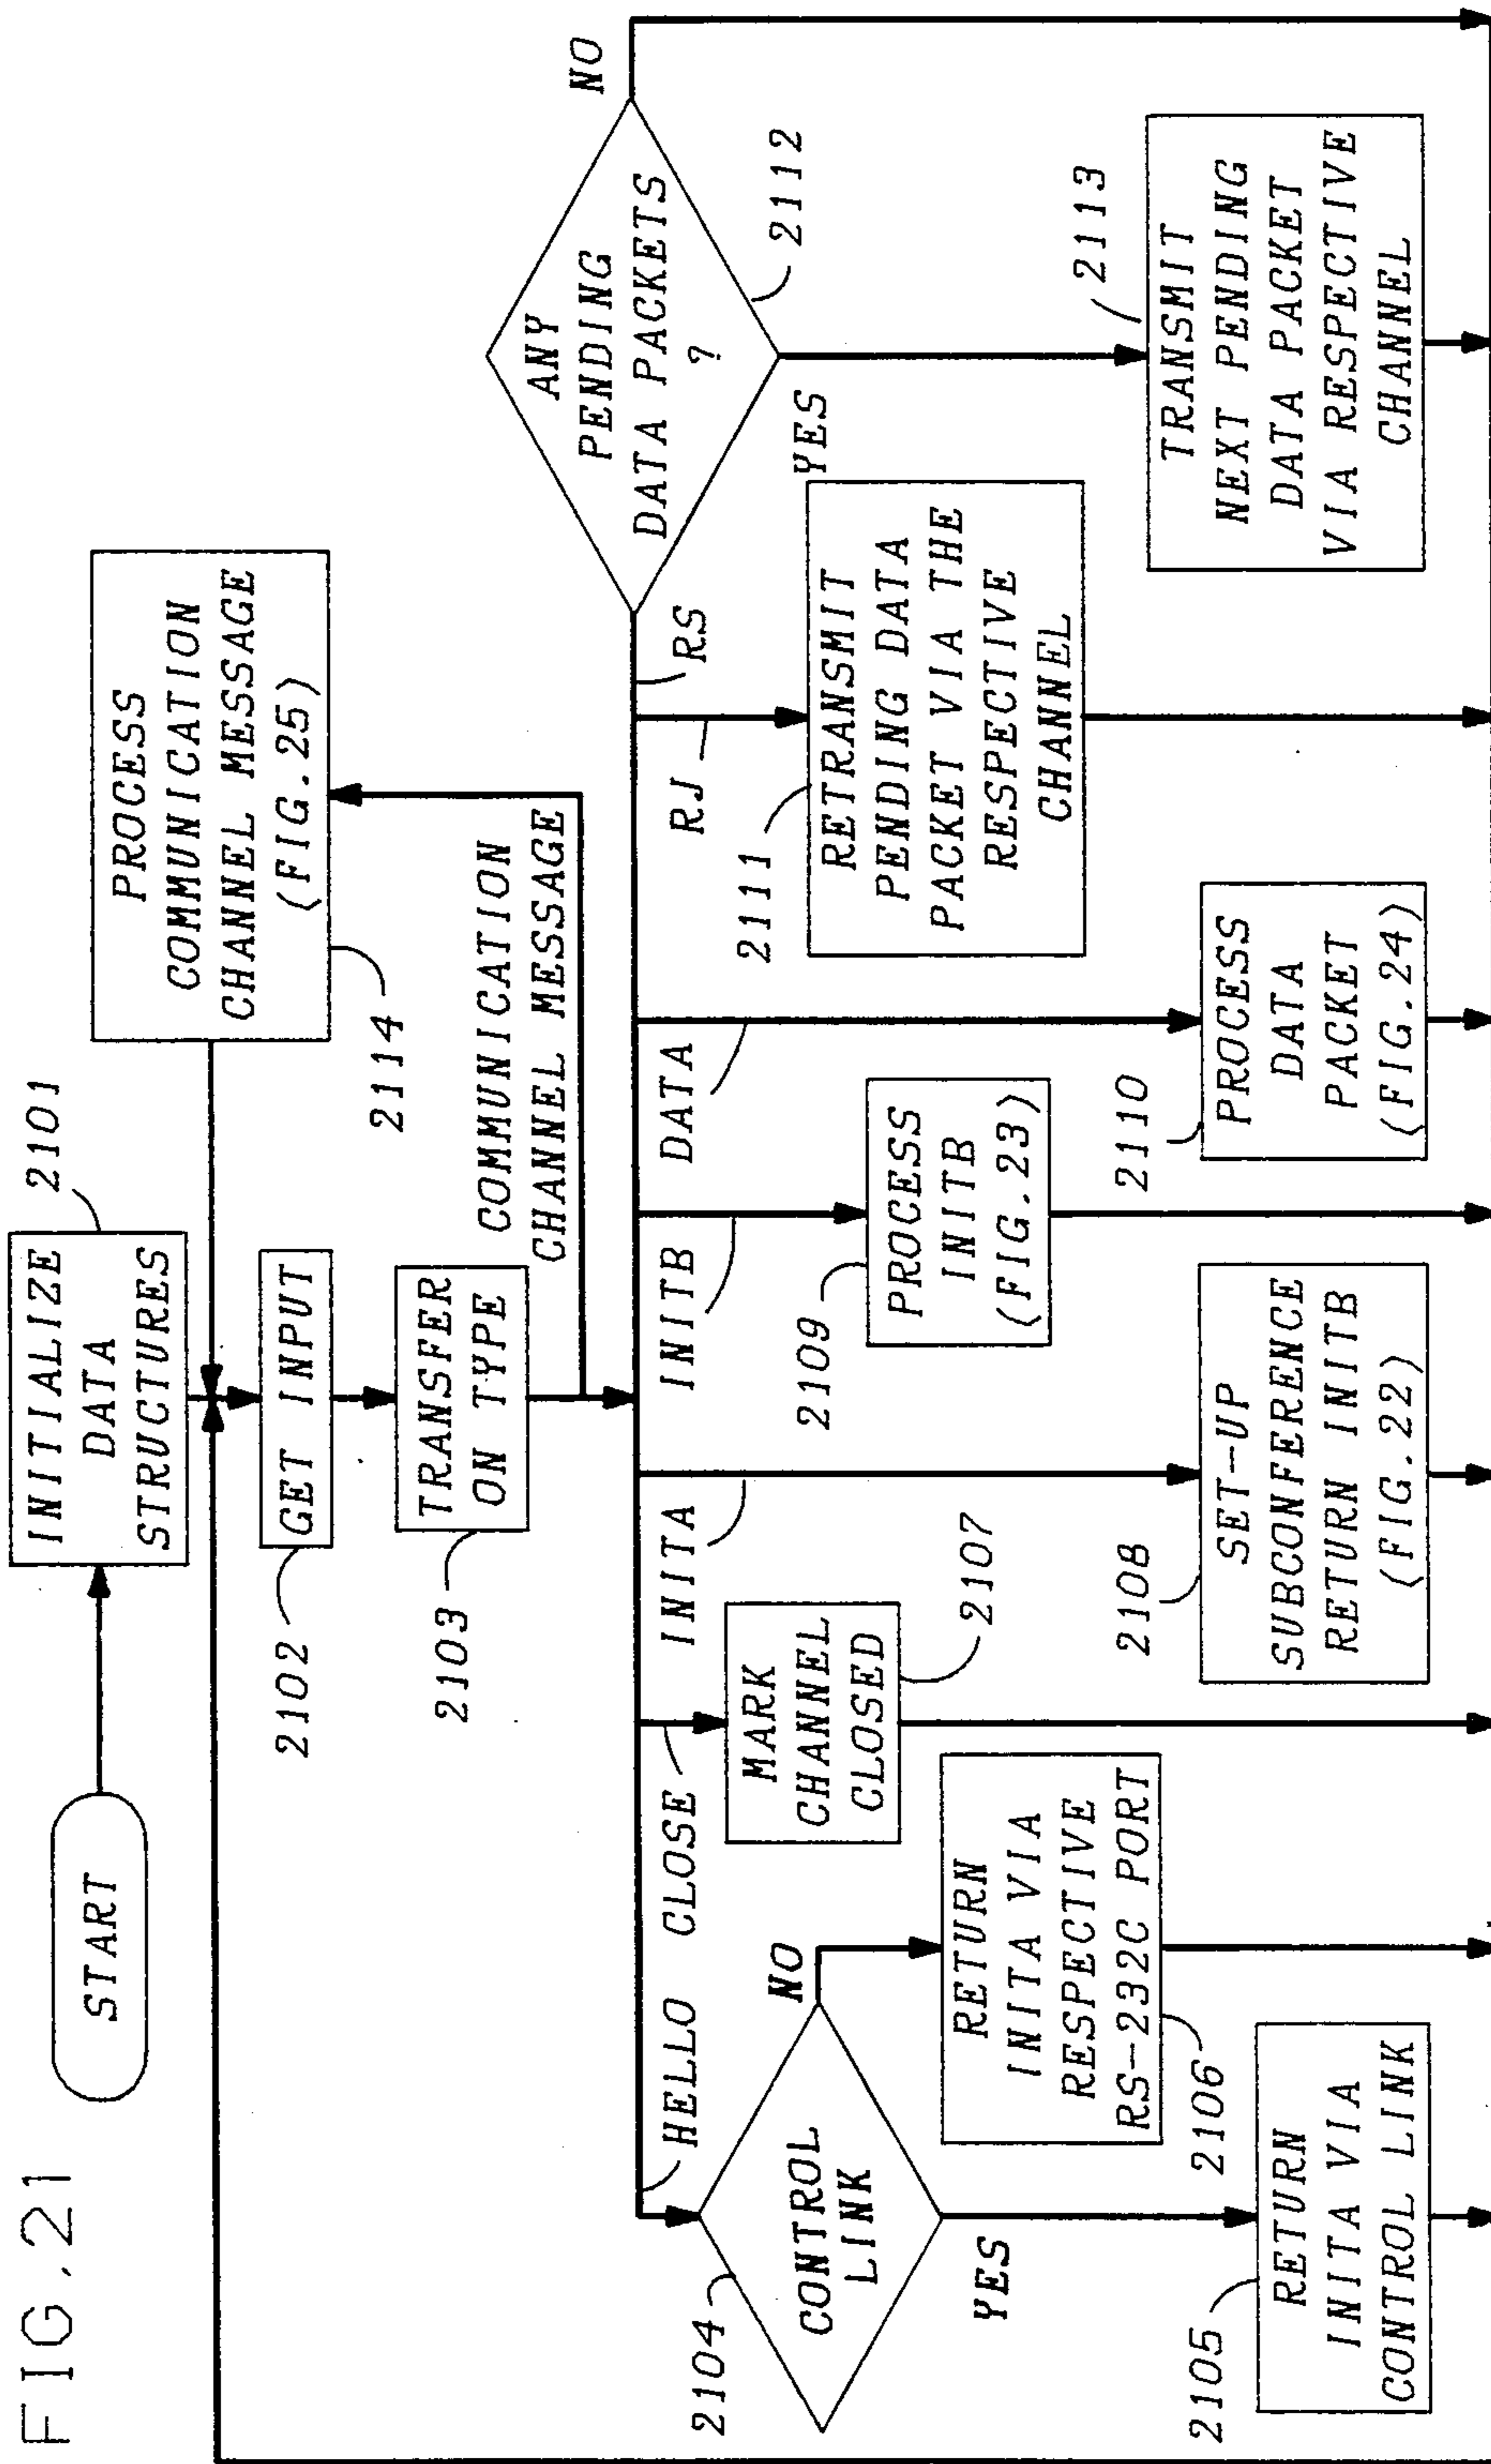 FIG.21
START
INITIALIZE
DATA
STRUCTURES
2101
GET INPUT
2102
TRANSFER
ON TYPE
2103
PROCESS
COMMUNICATION
CHANNEL MESSAGE
(FIG.25)
2114
COMMUNICATION
CHANNEL MESSAGE
HELLO
CLOSE
INITA
INITB
DATA
RJ
RS
2104
CONTROL
LINK
NO
YES
2105
RETURN
INITA VIA
CONTROL LINK
RETURN
INITA VIA
RESPECTIVE
RS-232C PORT
2106
MARK
CHANNEL
CLOSED
2107
2108
SET-UP
SUBCONFERENCE
RETURN INITB
(FIG.22)
2109
PROCESS
INITB
(FIG.23)
2110
PROCESS
DATA
PACKET
(FIG.24)
2111
RETRANSMIT
PENDING DATA
PACKET VIA THE
RESPECTIVE
CHANNEL
ANY
PENDING
DATA PACKETS
?
2112
NO
YES
2113
TRANSMIT
NEXT PENDING
DATA PACKET
VIA RESPECTIVE
CHANNEL